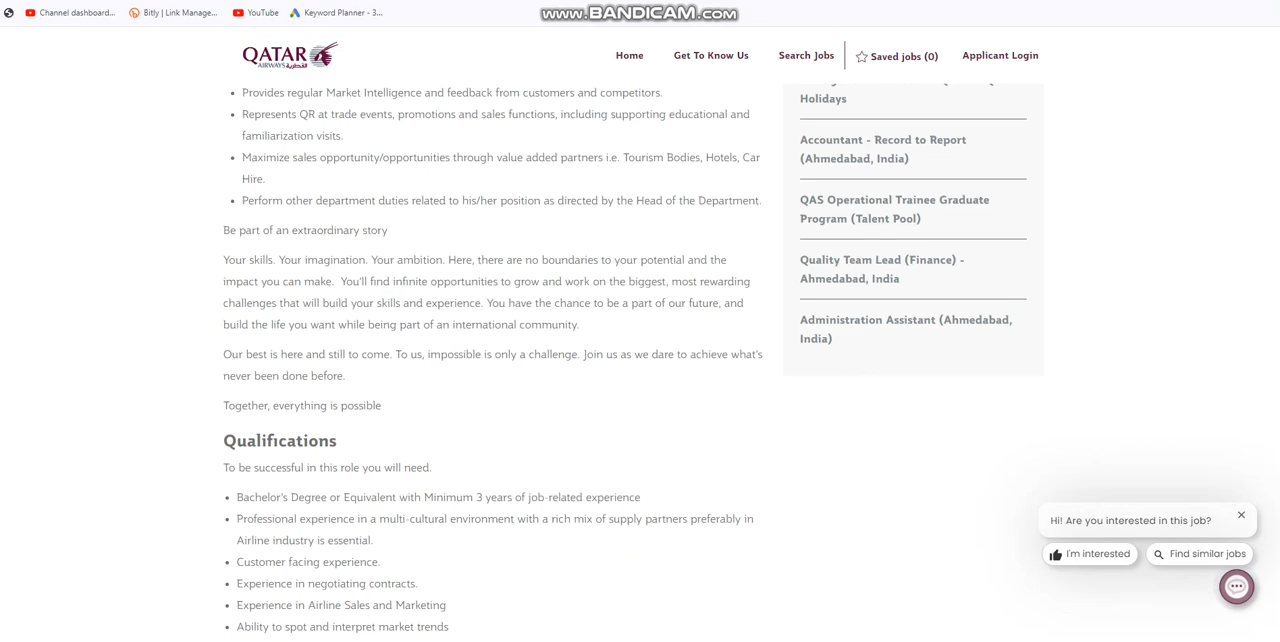 Channel dashboard...
Bitly | Link Manage...
YouTube
Keyword Planner - 3...
www.BANDICAM.com
QATAR
AIRWAYS القطرية
Home
Get To Know Us
Search Jobs
Saved jobs (0)
Applicant Login
Provides regular Market Intelligence and feedback from customers and competitors.
Represents QR at trade events, promotions and sales functions, including supporting educational and
familiarization visits.
Maximize sales opportunity/opportunities through value added partners i.e. Tourism Bodies, Hotels, Car
Hire.
Perform other department duties related to his/her position as directed by the Head of the Department.
Be part of an extraordinary story
Your skills. Your imagination. Your ambition. Here, there are no boundaries to your potential and the
impact you can make. You'll find infinite opportunities to grow and work on the biggest, most rewarding
challenges that will build your skills and experience. You have the chance to be a part of our future, and
build the life you want while being part of an international community.
Our best is here and still to come. To us, impossible is only a challenge. Join us as we dare to achieve what's
never been done before.
Together, everything is possible
Qualifications
To be successful in this role you will need.
Bachelor's Degree or Equivalent with Minimum 3 years of job-related experience
Professional experience in a multi-cultural environment with a rich mix of supply partners preferably in
Airline industry is essential.
Customer facing experience.
Experience in negotiating contracts.
Experience in Airline Sales and Marketing
Ability to spot and interpret market trends
Holidays
Accountant - Record to Report
(Ahmedabad, India)
QAS Operational Trainee Graduate
Program (Talent Pool)
Quality Team Lead (Finance) -
Ahmedabad, India
Administration Assistant (Ahmedabad,
India)
Hi! Are you interested in this job?
I'm interested
Find similar jobs